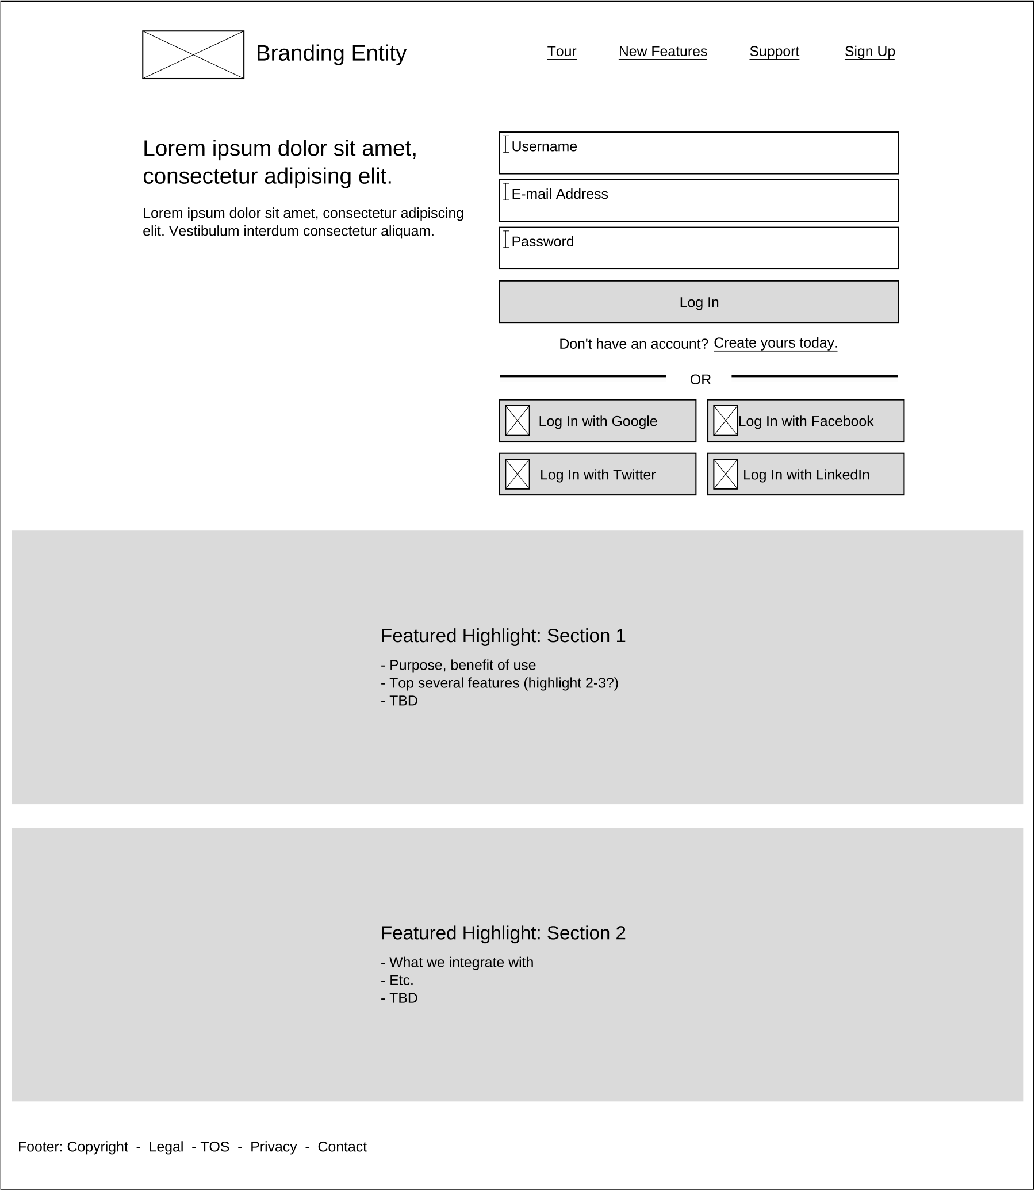 Branding Entity
Tour
New Features
Support
Sign Up
Lorem ipsum dolor sit amet,
consectetur adipising elit.
Lorem ipsum dolor sit amet, consectetur adipiscing
elit. Vestibulum interdum consectetur aliquam.
Username
E-mail Address
Password
Log In
Don't have an account? Create yours today.
OR
Log In with Google
Log In with Facebook
Log In with Twitter
Log In with LinkedIn
Featured Highlight: Section 1
- Purpose, benefit of use
- Top several features (highlight 2-3?)
- TBD
Featured Highlight: Section 2
- What we integrate with
- Etc.
- TBD
Footer: Copyright  -  Legal  - TOS  -  Privacy  -  Contact